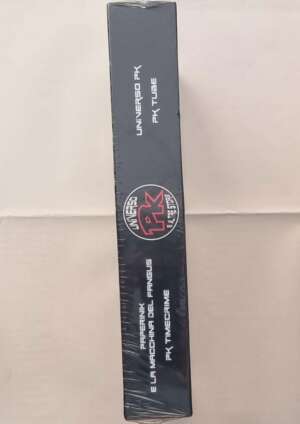 UNIVERSO PK
PK TUBE
UNIVERSO
PK
PAPERINIK
E LA MACCHINA DEL FANGUS
PK TIMECRIME